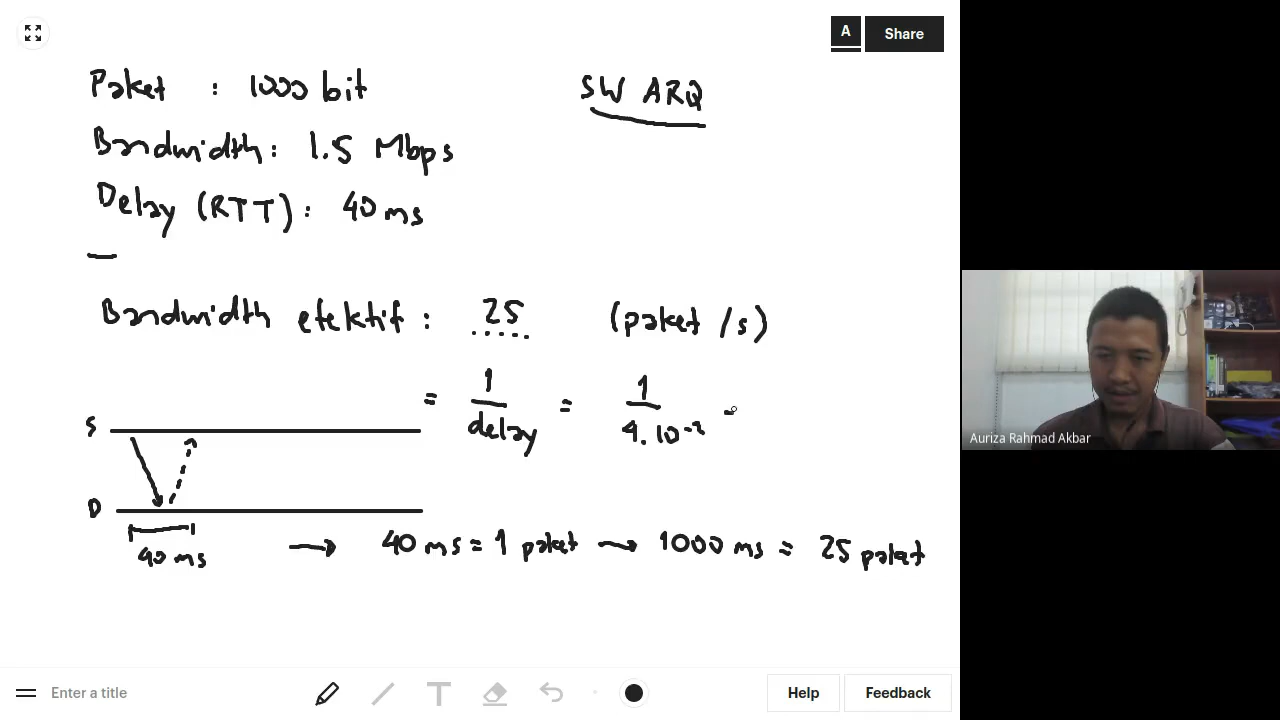 A Share
Paket : 1000 bit
SW ARQ
Bandwidth : 1.5 Mbps
Delay (RTT) : 40 ms
Bandwidth efektif : 25 (paket /s)
= 1/delay = 1/4.10-2 =
S
D
40 ms → 40 ms = 1 paket → 1000 ms = 25 paket
Auriza Rahmad Akbar
Enter a title
T
Help
Feedback